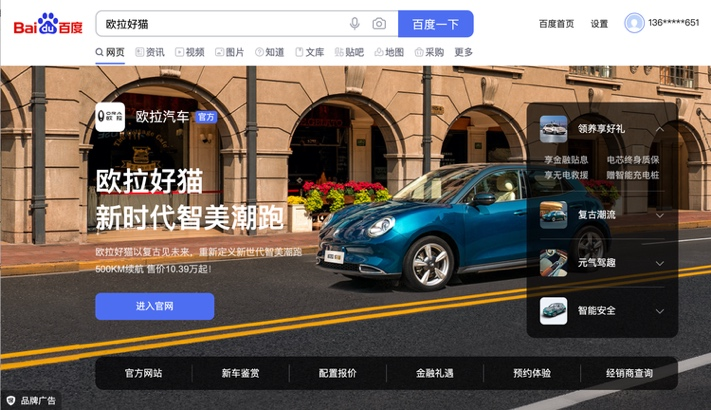 Bai du 百度
欧拉好猫
百度一下
百度首页 设置 136*****651
网页 资讯 视频 图片 知道 文库 贴吧 地图 采购 更多
ORA 欧拉
欧拉汽车 官方
欧拉好猫
新时代智美潮跑
欧拉好猫以复古见未来，重新定义新世代智美潮跑
500KM续航 售价10.39万起！
进入官网
领养享好礼
享金融贴息 电芯终身质保
享无电救援 赠智能充电桩
复古潮流
元气驾趣
智能安全
官方网站 新车鉴赏 配置报价 金融礼遇 预约体验 经销商查询
品牌广告